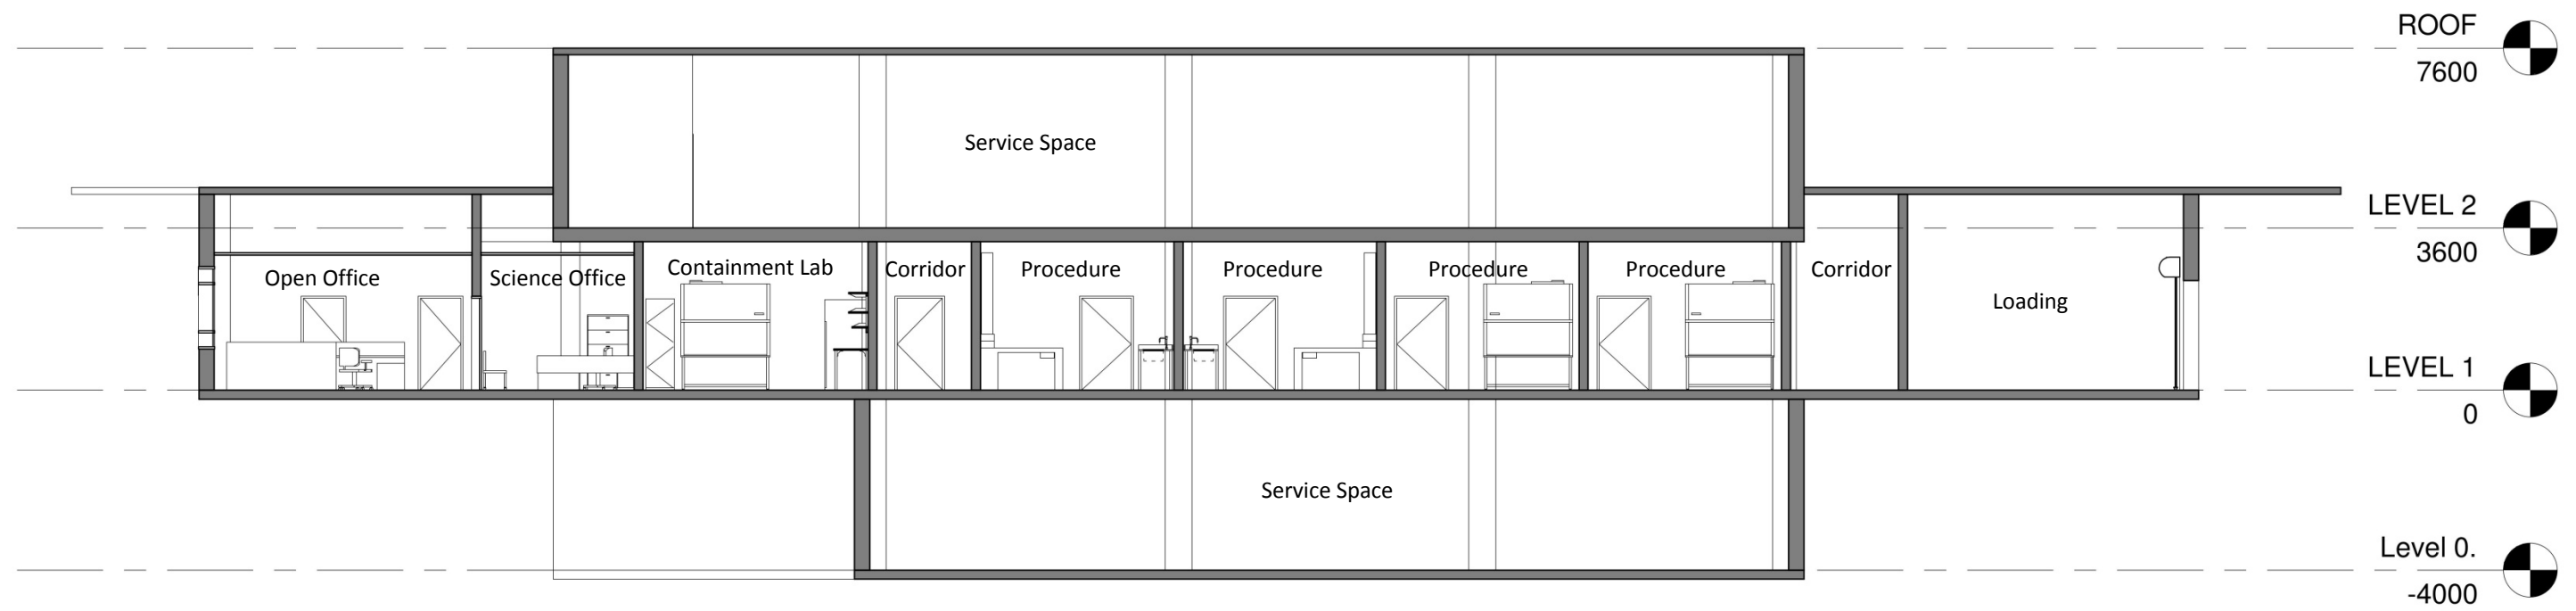 ROOF
7600
Service Space
LEVEL 2
3600
Open Office
Science Office
Containment Lab
Corridor
Procedure
Procedure
Procedure
Procedure
Corridor
Loading
LEVEL 1
0
Service Space
Level 0.
-4000